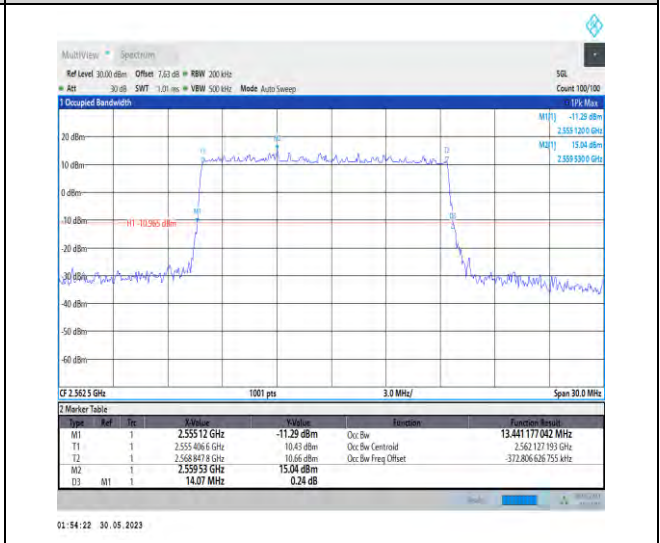 MultiView Spectrum
Ref Level 30.00 dBm Offset 7.63 dB RBW 200 kHz SGL
Att 30 dB SWT 1.01 ms VBW 500 kHz Mode Auto Sweep Count 100/100
1 Occupied Bandwidth 1Pk Max
M1[1] -11.29 dBm
2.555 120 0 GHz
20 dBm M2[1] 15.04 dBm
2.559 530 0 GHz
M2
T1 T2
10 dBm
0 dBm
M1
-10 dBm H1 -10.965 dBm D3
-20 dBm
-30 dBm
-40 dBm
-50 dBm
-60 dBm
CF 2.562 5 GHz 1001 pts 3.0 MHz/ Span 30.0 MHz
2 Marker Table
Type Ref Trc X-Value Y-Value Function Function Result
M1 1 2.555 12 GHz -11.29 dBm Occ Bw 13.441 177 042 MHz
T1 1 2.555 406 6 GHz 10.43 dBm Occ Bw Centroid 2.562 127 193 GHz
T2 1 2.568 847 8 GHz 10.66 dBm Occ Bw Freq Offset -372.806 626 755 kHz
M2 1 2.559 53 GHz 15.04 dBm
D3 M1 1 14.07 MHz 0.24 dB
01:54:22 30.05.2023